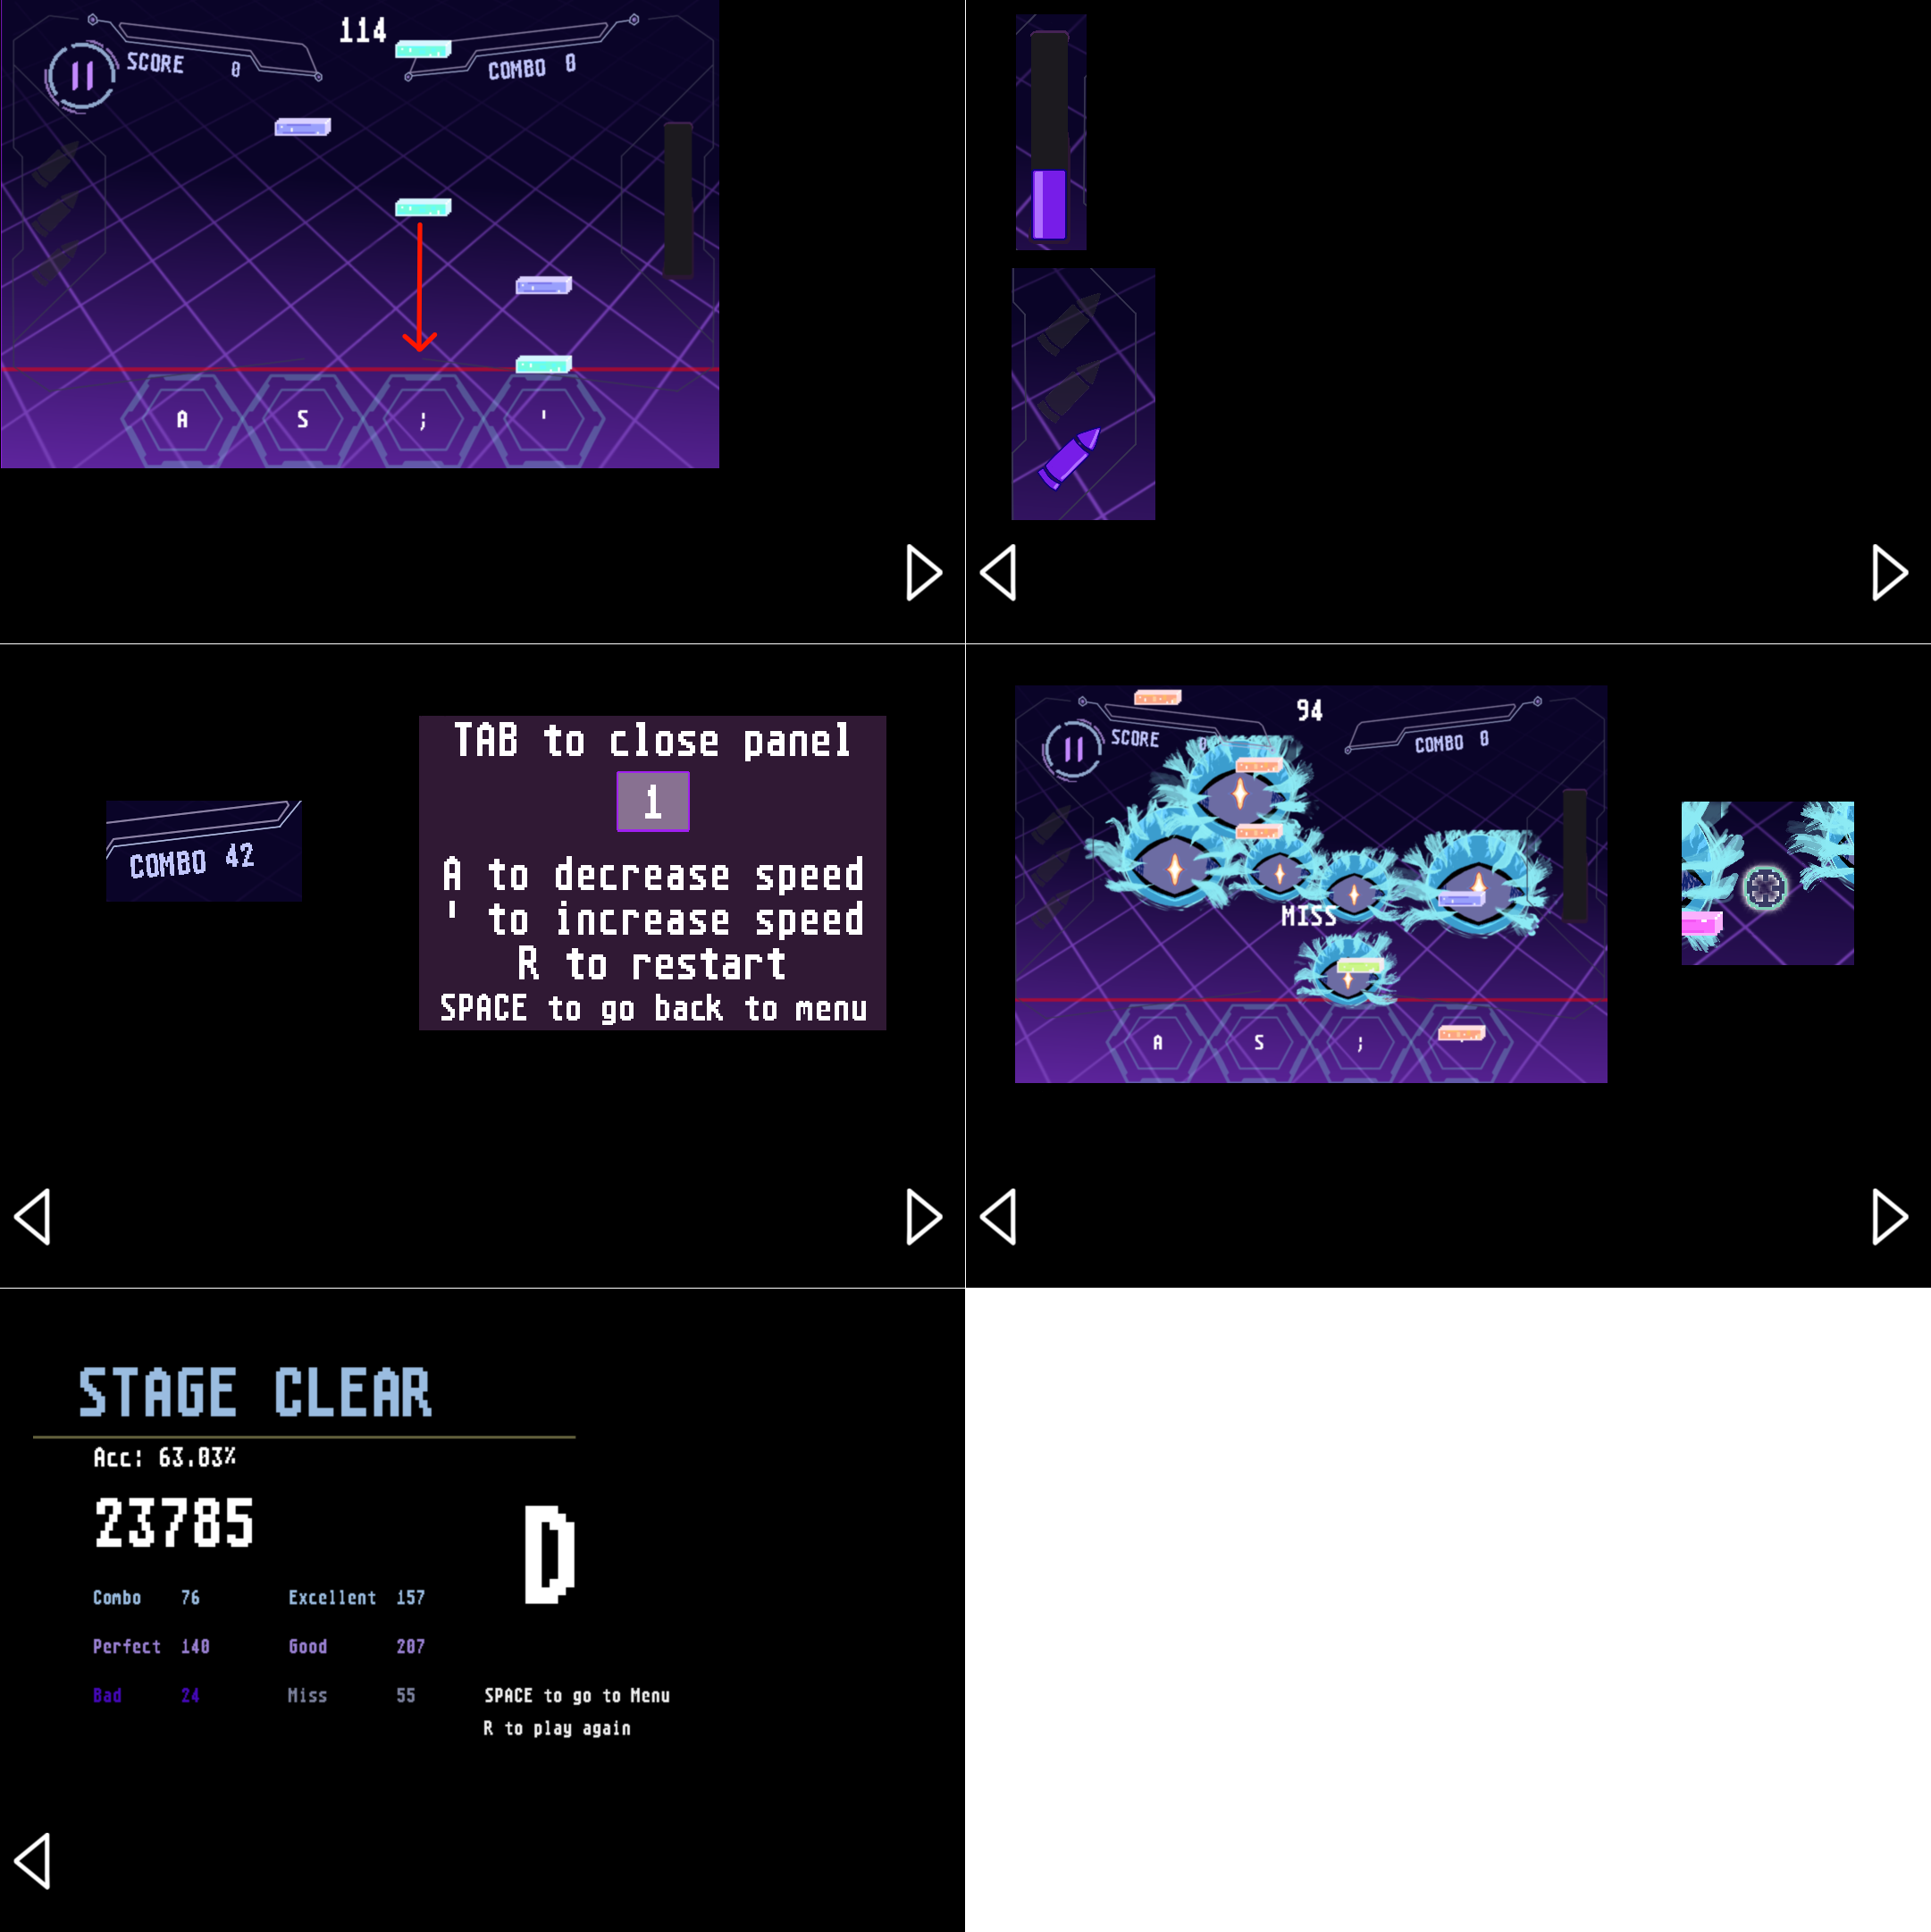 114
SCORE 0
COMBO 0
A S ; '
COMBO 42
TAB to close panel
1
A to decrease speed
' to increase speed
R to restart
SPACE to go back to menu
94
SCORE
COMBO 0
MISS
A S ;
STAGE CLEAR
Acc: 63.03%
23785
D
Combo 76 Excellent 157
Perfect 140 Good 207
Bad 24 Miss 55
SPACE to go to Menu
R to play again